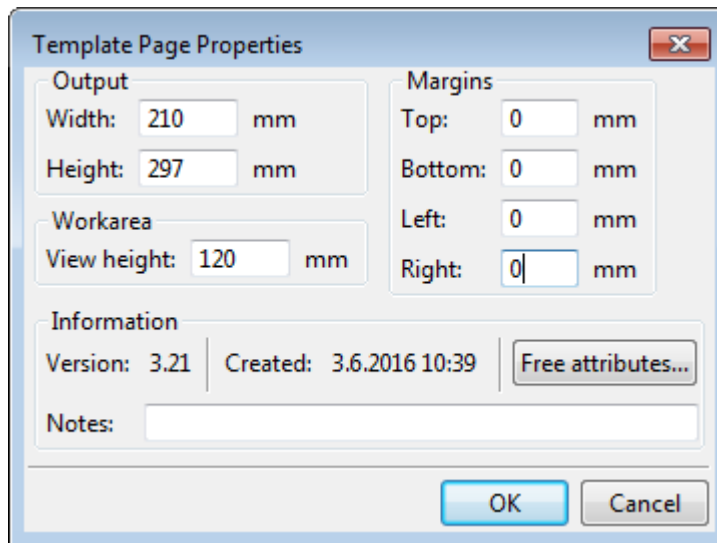 Template Page Properties
Output
Width: 210 mm
Height: 297 mm
Margins
Top: 0 mm
Bottom: 0 mm
Left: 0 mm
Right: 0 mm
Workarea
View height: 120 mm
Information
Version: 3.21 Created: 3.6.2016 10:39 Free attributes...
Notes:
OK Cancel